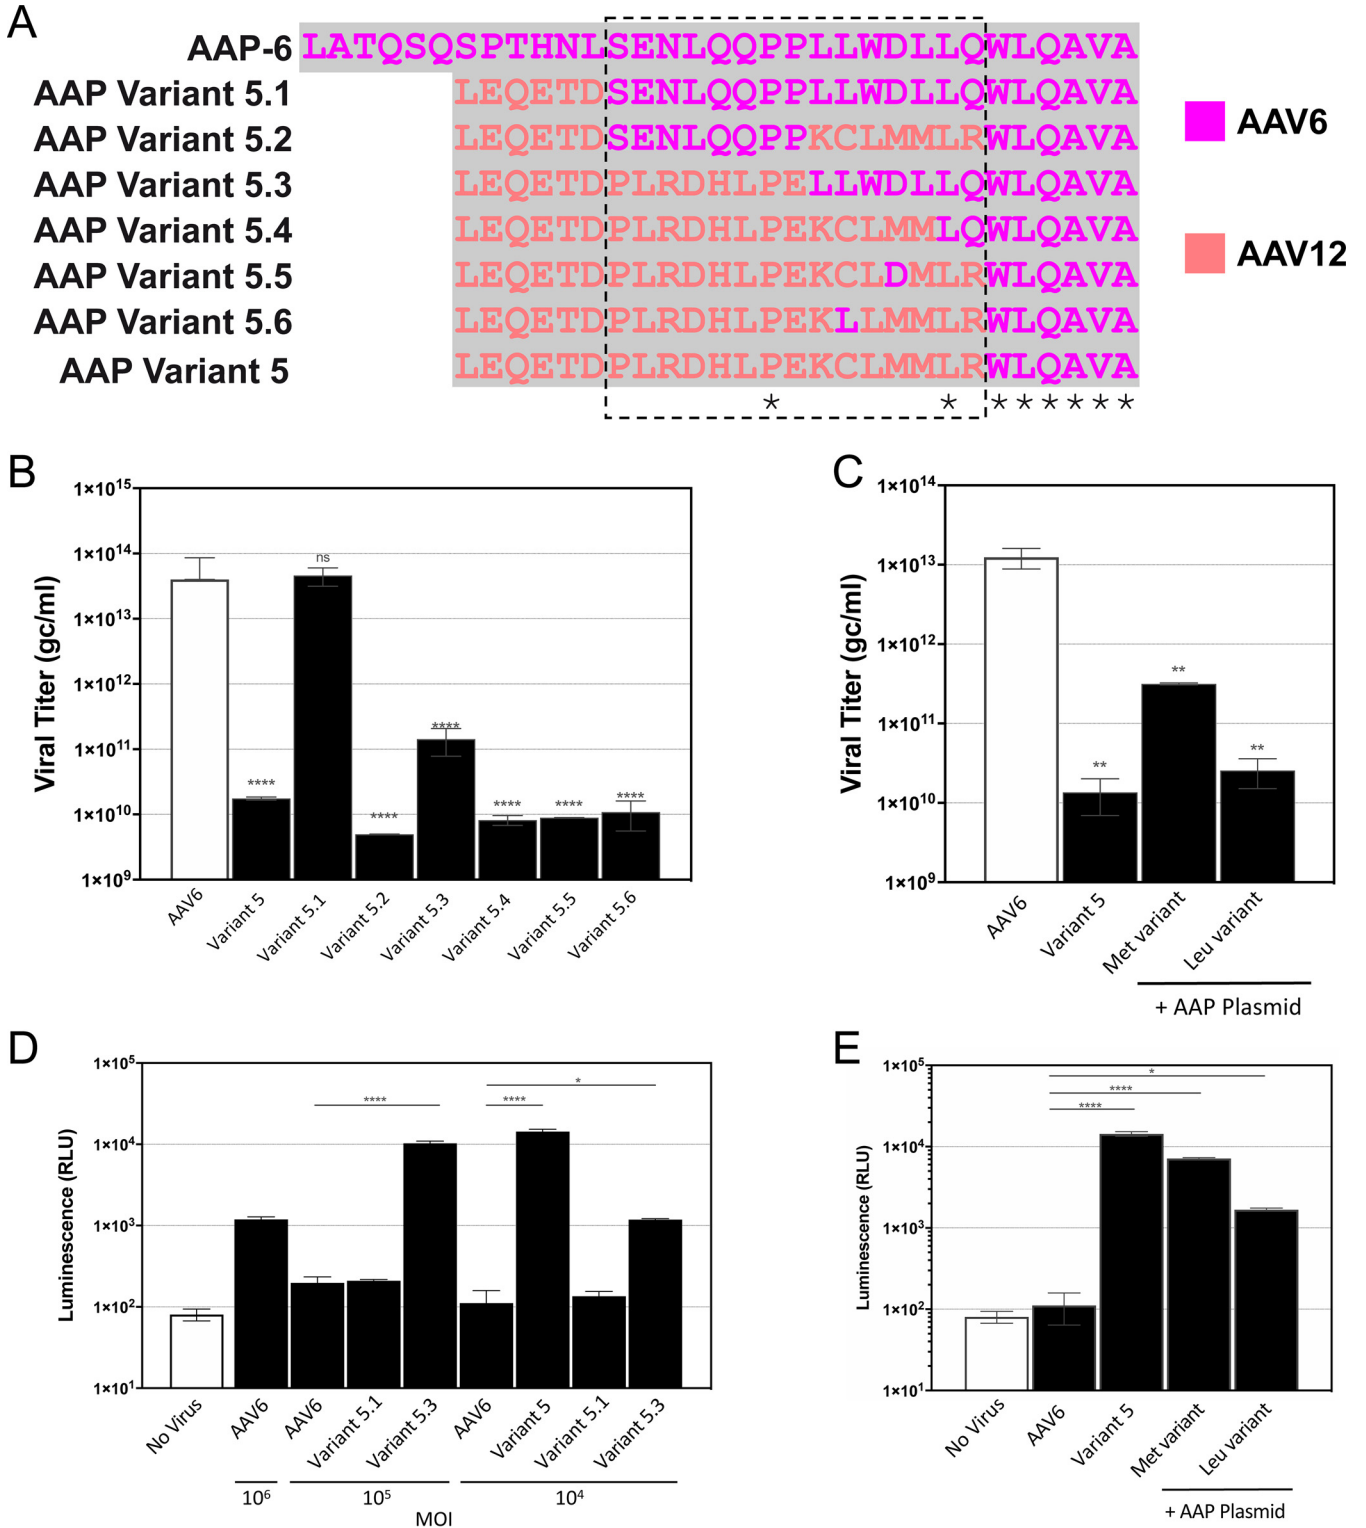 A
AAP-6 LATQSQSPTHNLSENLQQPPLLWDLLQWLQAVA
AAP Variant 5.1 LEQETDSENLQQPPLLWDLLQWLQAVA
AAP Variant 5.2 LEQETDSENLQQPPKCLMMLRWLQAVA
AAP Variant 5.3 LEQETDPLRDHLPELLWDLLQWLQAVA
AAP Variant 5.4 LEQETDPLRDHLPEKCLMMLQWLQAVA
AAP Variant 5.5 LEQETDPLRDHLPEKCLDMLRWLQAVA
AAP Variant 5.6 LEQETDPLRDHLPEKLLMMLRWLQAVA
AAP Variant 5 LEQETDPLRDHLPEKCLMMLRWLQAVA
* * * * * * * *
AAV6
AAV12
B
Viral Titer (gc/ml)
1×10¹⁵
1×10¹⁴
1×10¹³
1×10¹²
1×10¹¹
1×10¹⁰
1×10⁹
**** ns **** **** **** **** ****
AAV6 Variant 5 Variant 5.1 Variant 5.2 Variant 5.3 Variant 5.4 Variant 5.5 Variant 5.6
C
Viral Titer (gc/ml)
1×10¹⁴
1×10¹³
1×10¹²
1×10¹¹
1×10¹⁰
1×10⁹
** ** **
AAV6 Variant 5 Met variant Leu variant
+ AAP Plasmid
D
Luminescence (RLU)
1×10⁵
1×10⁴
1×10³
1×10²
1×10¹
**** **** *
No Virus AAV6 AAV6 Variant 5.1 Variant 5.3 AAV6 Variant 5 Variant 5.1 Variant 5.3
10⁶ 10⁵ 10⁴
MOI
E
Luminescence (RLU)
1×10⁵
1×10⁴
1×10³
1×10²
1×10¹
*
****
****
No Virus AAV6 Variant 5 Met variant Leu variant
+ AAP Plasmid